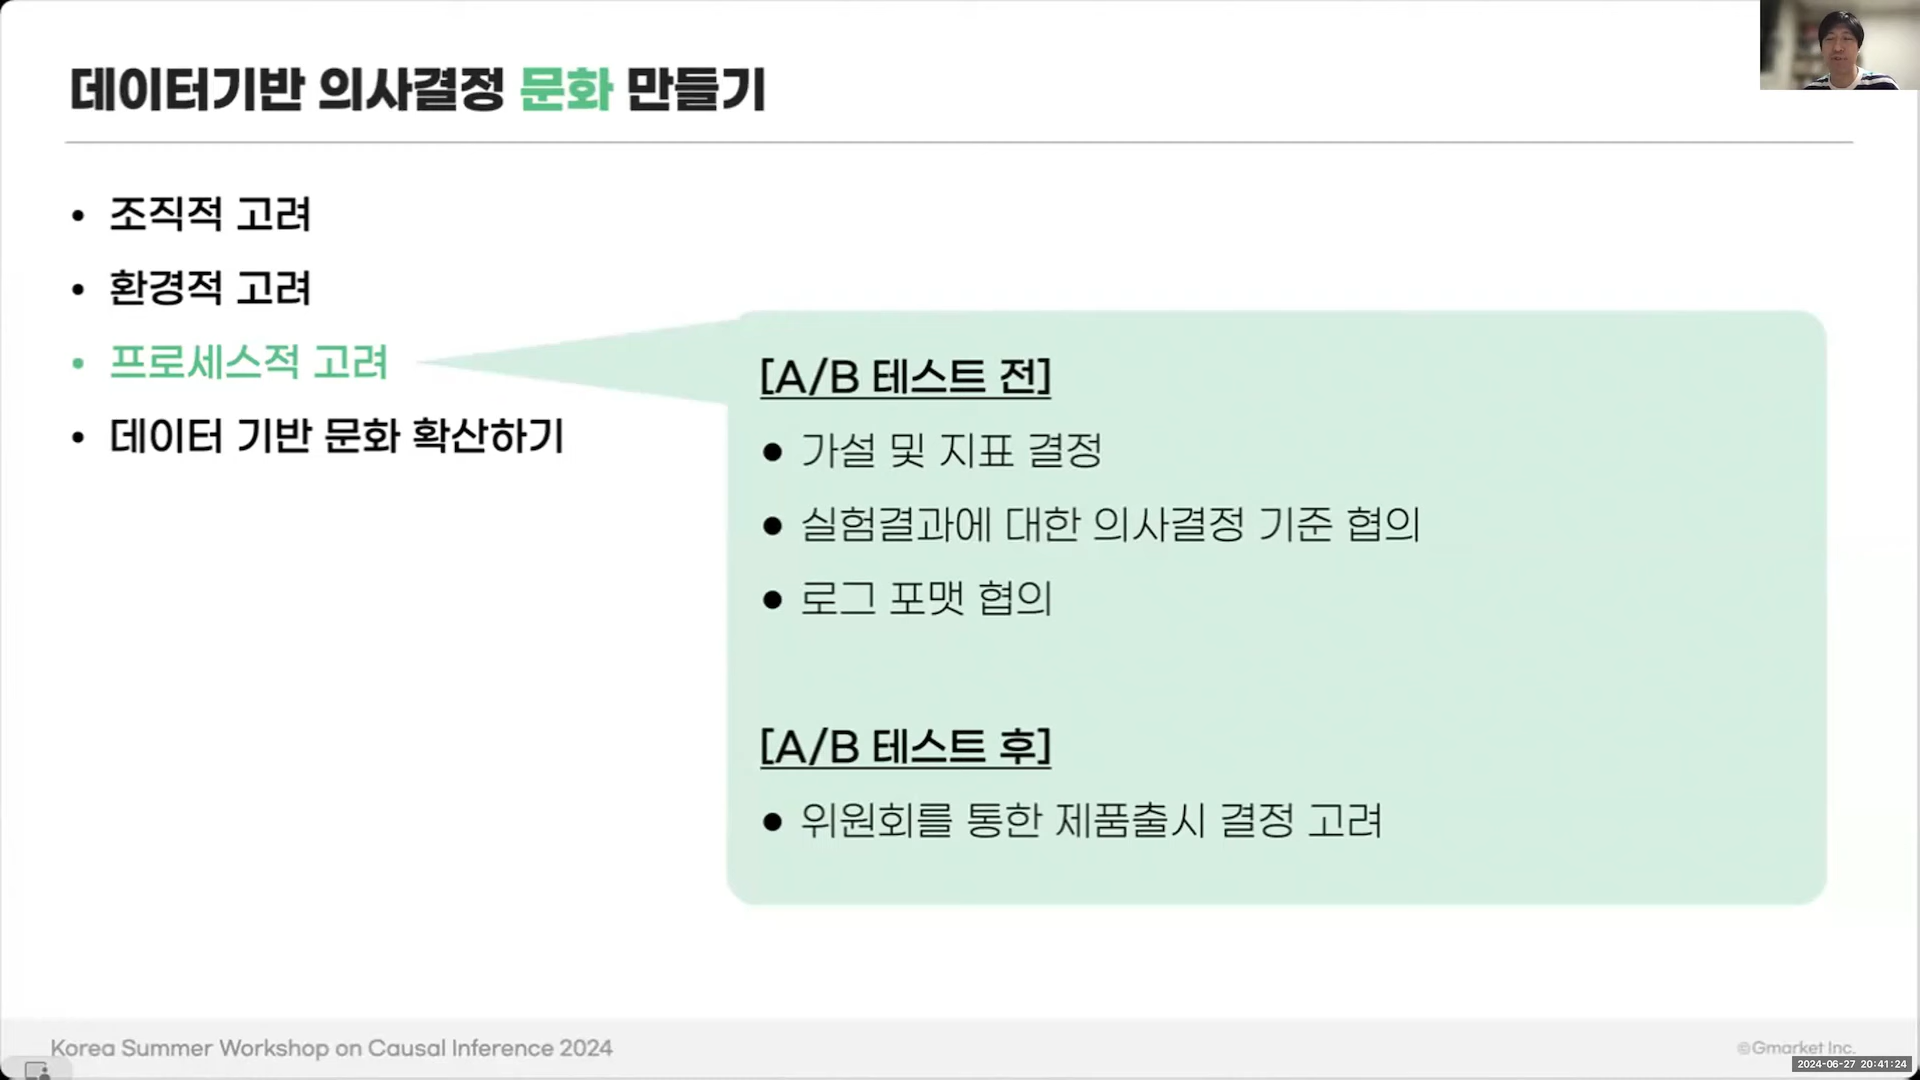 데이터기반 의사결정 문화 만들기
• 조직적 고려
• 환경적 고려
• 프로세스적 고려
• 데이터 기반 문화 확산하기
[A/B 테스트 전]
● 가설 및 지표 결정
● 실험결과에 대한 의사결정 기준 협의
● 로그 포맷 협의
[A/B 테스트 후]
● 위원회를 통한 제품출시 결정 고려
Korea Summer Workshop on Causal Inference 2024
©Gmarket Inc.
2024-06-27 20:41:24